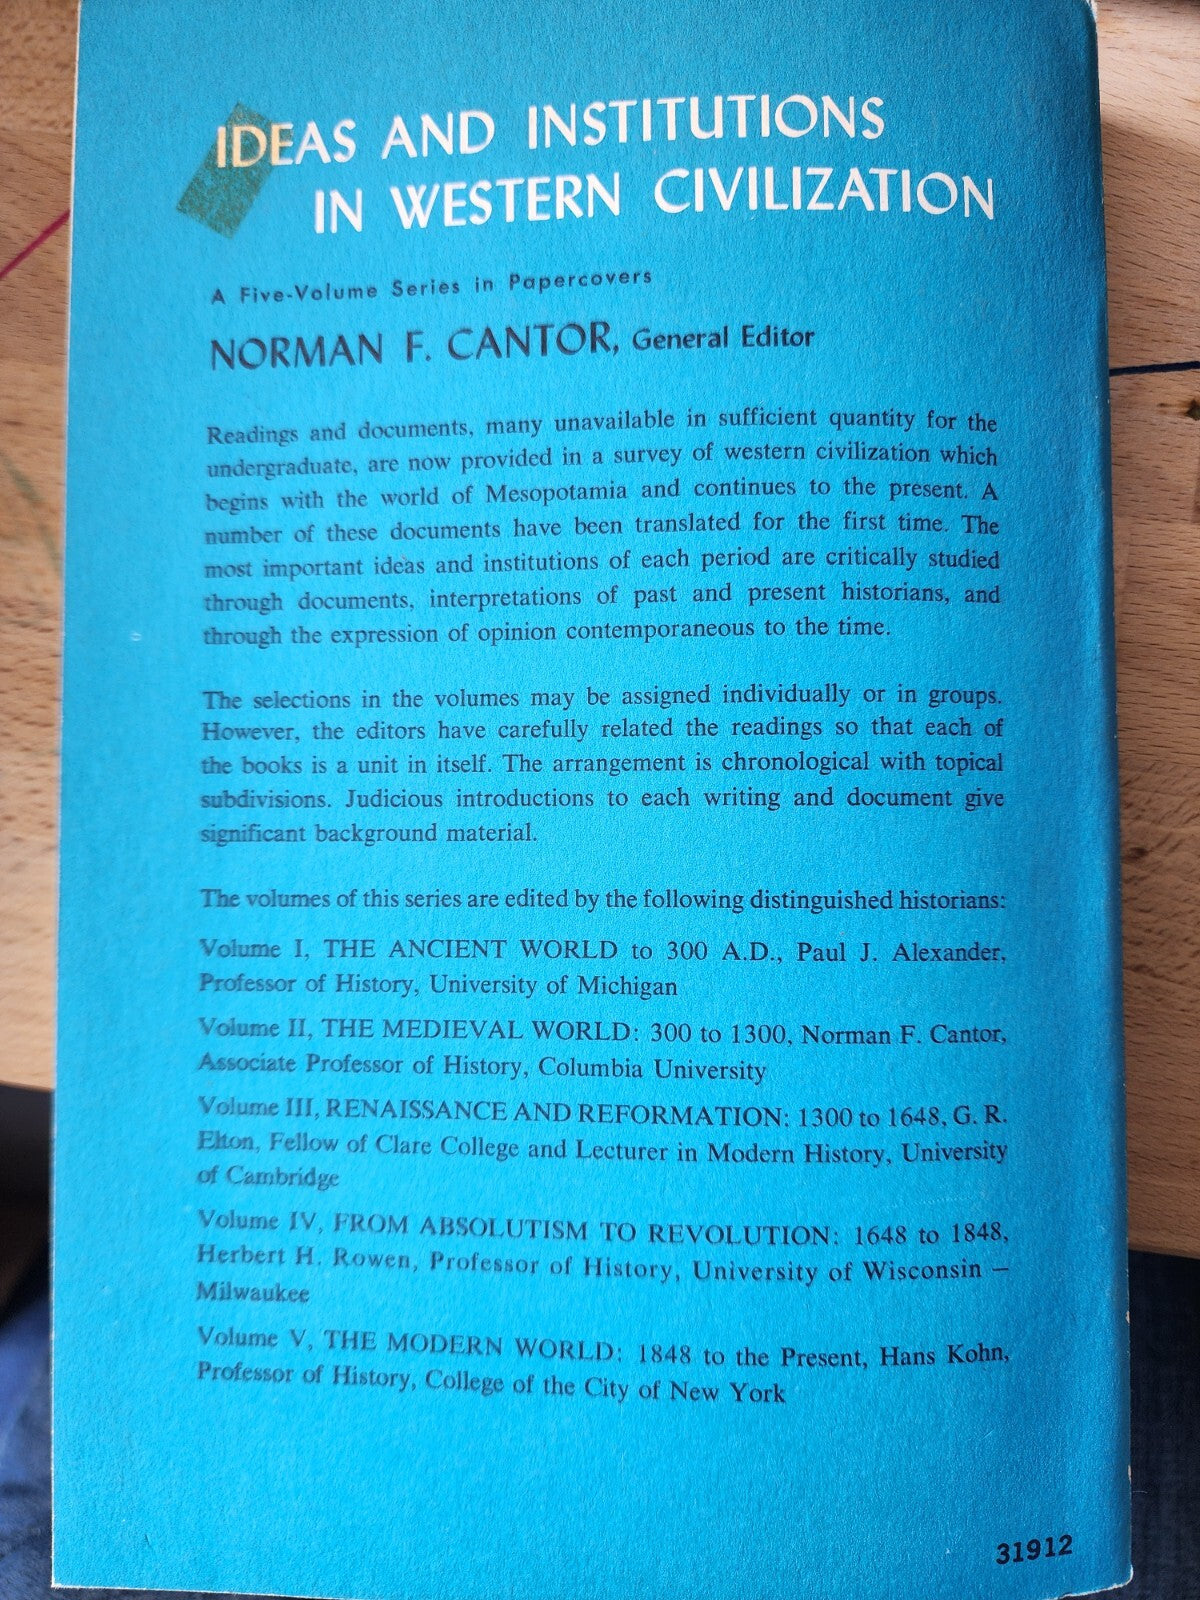 IDEAS AND INSTITUTIONS
IN WESTERN CIVILIZATION
A Five-Volume Series in Papercovers
NORMAN F. CANTOR, General Editor
Readings and documents, many unavailable in sufficient quantity for the
undergraduate, are now provided in a survey of western civilization which
begins with the world of Mesopotamia and continues to the present. A
number of these documents have been translated for the first time. The
most important ideas and institutions of each period are critically studied
through documents, interpretations of past and present historians, and
through the expression of opinion contemporaneous to the time.
The selections in the volumes may be assigned individually or in groups.
However, the editors have carefully related the readings so that each of
the books is a unit in itself. The arrangement is chronological with topical
subdivisions. Judicious introductions to each writing and document give
significant background material.
The volumes of this series are edited by the following distinguished historians:
Volume I, THE ANCIENT WORLD to 300 A.D., Paul J. Alexander,
Professor of History, University of Michigan
Volume II, THE MEDIEVAL WORLD: 300 to 1300, Norman F. Cantor,
Associate Professor of History, Columbia University
Volume III, RENAISSANCE AND REFORMATION: 1300 to 1648, G. R.
Elton, Fellow of Clare College and Lecturer in Modern History, University
of Cambridge
Volume IV, FROM ABSOLUTISM TO REVOLUTION: 1648 to 1848,
Herbert H. Rowen, Professor of History, University of Wisconsin –
Milwaukee
Volume V, THE MODERN WORLD: 1848 to the Present, Hans Kohn,
Professor of History, College of the City of New York
31912